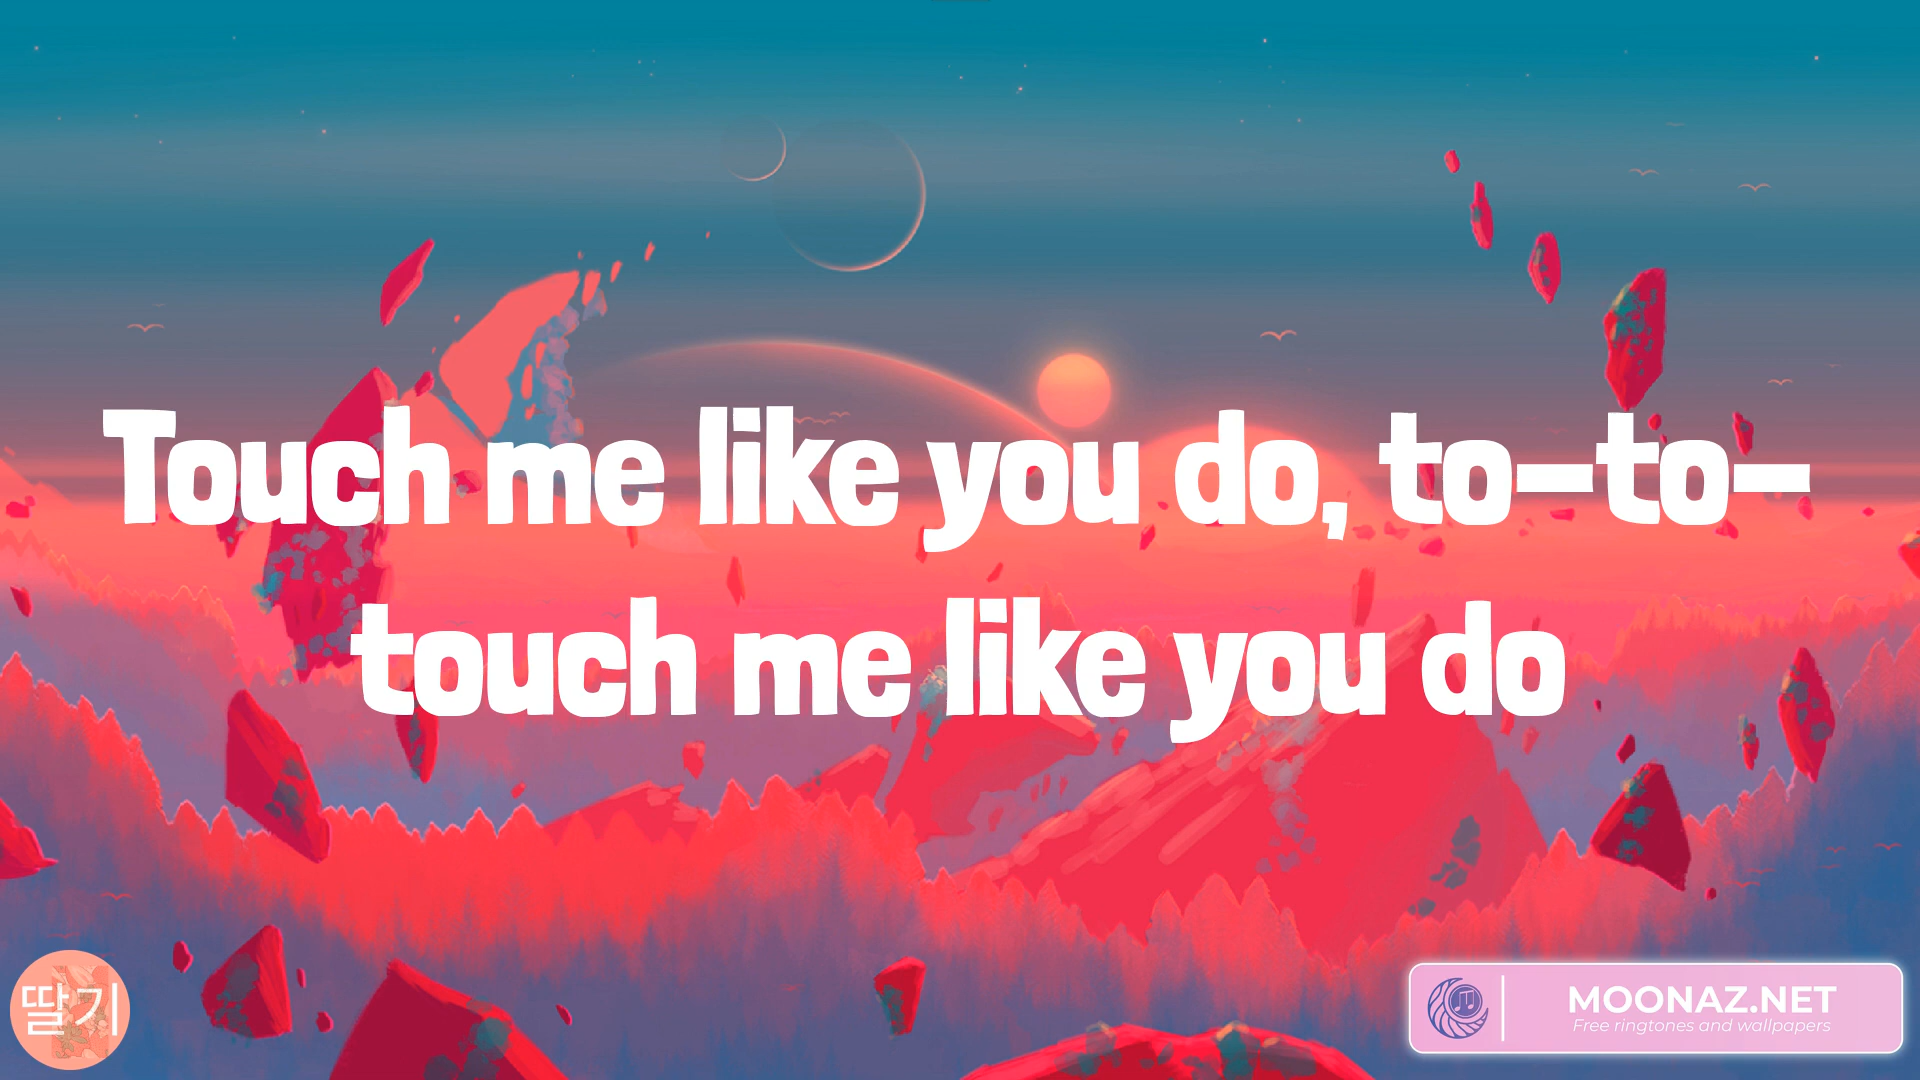 Touch me like you do, to-to-
touch me like you do
딸기
MOONAZ.NET
Free ringtones and wallpapers